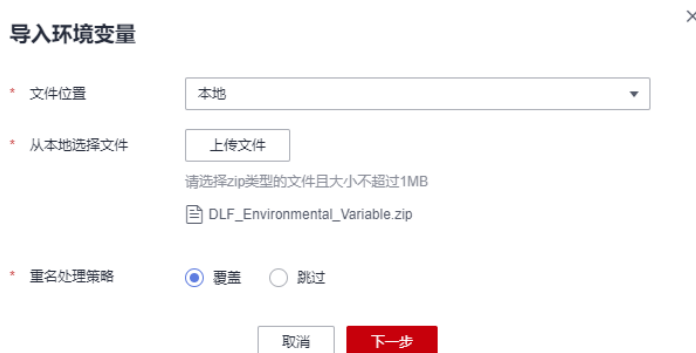 导入环境变量
* 文件位置 本地
* 从本地选择文件 上传文件
请选择zip类型的文件且大小不超过1MB
DLF_Environmental_Variable.zip
* 重名处理策略 覆盖 跳过
取消 下一步